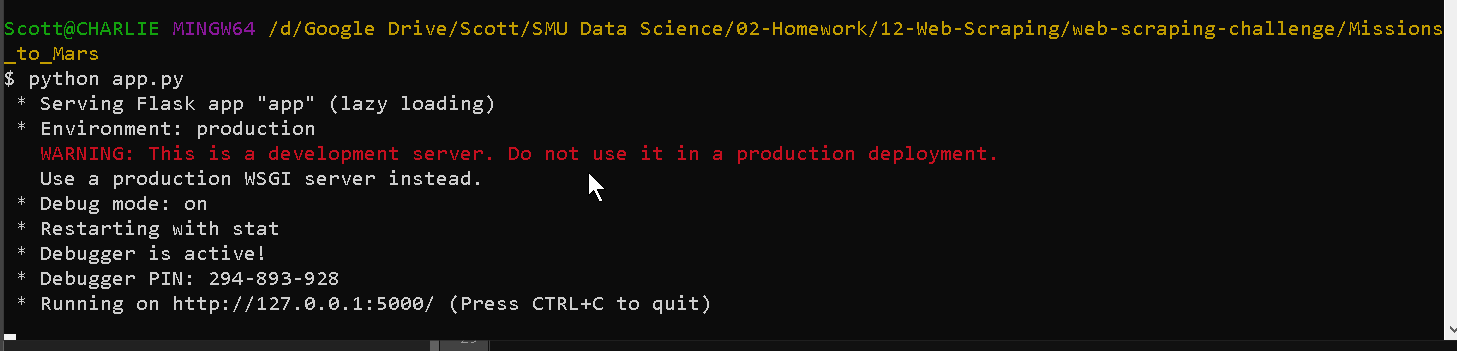 Scott@CHARLIE MINGW64 /d/Google Drive/Scott/SMU Data Science/02-Homework/12-Web-Scraping/web-scraping-challenge/Missions
_to_Mars
$ python app.py
 * Serving Flask app "app" (lazy loading)
 * Environment: production
   WARNING: This is a development server. Do not use it in a production deployment.
   Use a production WSGI server instead.
 * Debug mode: on
 * Restarting with stat
 * Debugger is active!
 * Debugger PIN: 294-893-928
 * Running on http://127.0.0.1:5000/ (Press CTRL+C to quit)